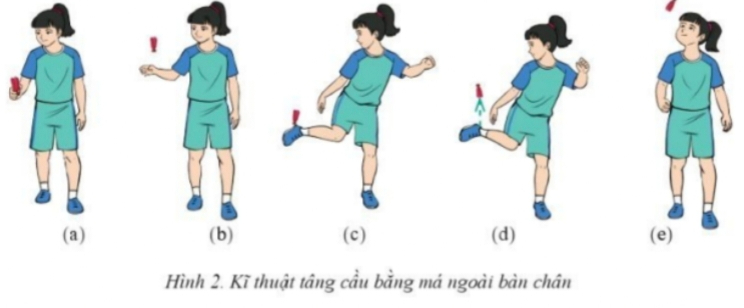 (a) (b) (c) (d) (e)
Hình 2. Kĩ thuật tâng cầu bằng má ngoài bàn chân